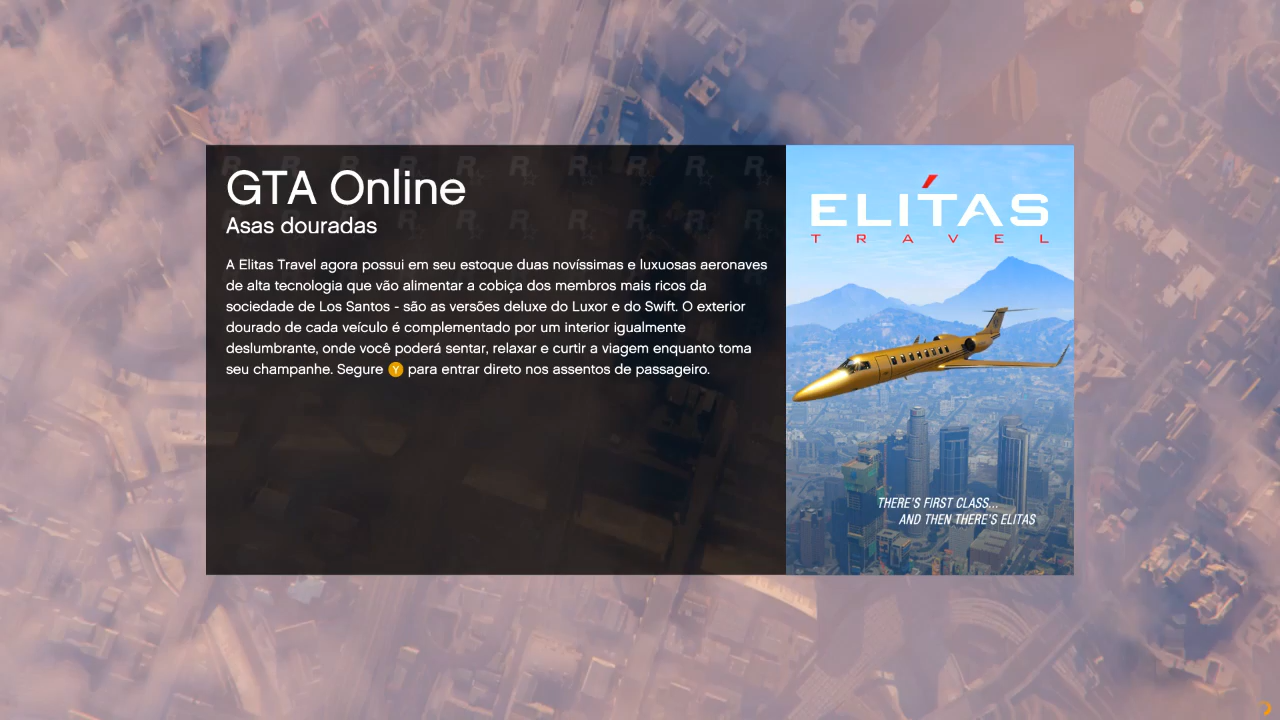 GTA Online
Asas douradas
A Elitas Travel agora possui em seu estoque duas novíssimas e luxuosas aeronaves
de alta tecnologia que vão alimentar a cobiça dos membros mais ricos da
sociedade de Los Santos - são as versões deluxe do Luxor e do Swift. O exterior
dourado de cada veículo é complementado por um interior igualmente
deslumbrante, onde você poderá sentar, relaxar e curtir a viagem enquanto toma
seu champanhe. Segure Y para entrar direto nos assentos de passageiro.
ELÍTAS
TRAVEL
THERE'S FIRST CLASS...
AND THEN THERE'S ELITAS